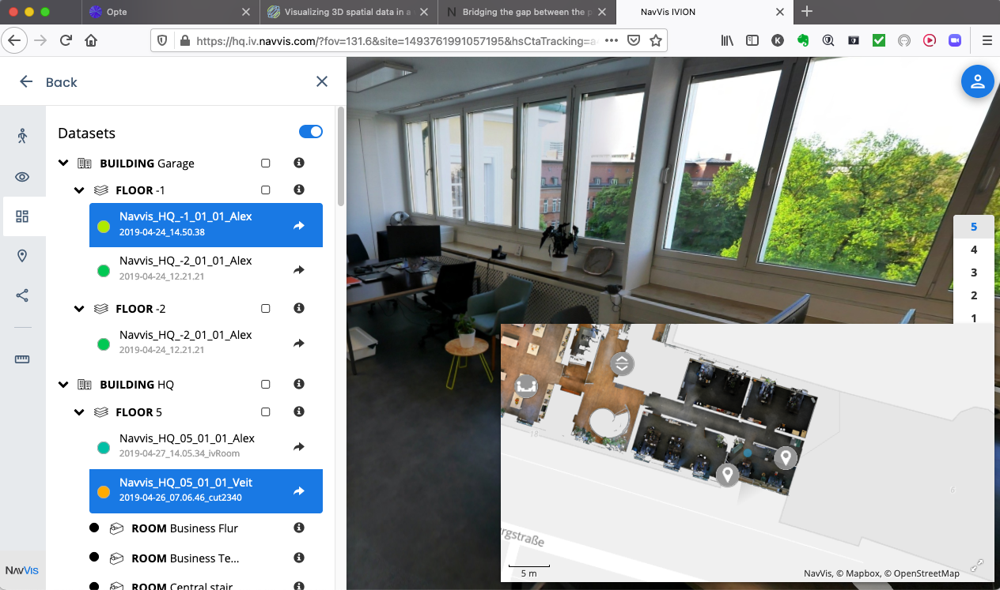 Opte
Visualizing 3D spatial data in a
Bridging the gap between the p
NavVis IVION
https://hq.iv.navvis.com/?fov=131.6&site=1493761991057195&hsCtaTracking=a
Back
Datasets
BUILDING Garage
FLOOR -1
Navvis_HQ_-1_01_01_Alex
2019-04-24_14.50.38
Navvis_HQ_-2_01_01_Alex
2019-04-24_12.21.21
FLOOR -2
Navvis_HQ_-2_01_01_Alex
2019-04-24_12.21.21
BUILDING HQ
FLOOR 5
Navvis_HQ_05_01_01_Alex
2019-04-27_14.05.34_ivRoom
Navvis_HQ_05_01_01_Veit
2019-04-26_07.06.46_cut2340
ROOM Business Flur
ROOM Business Te...
ROOM Central stair
NAVVIS
5
4
3
2
1
18
6
rgstraße
5 m
NavVis, © Mapbox, © OpenStreetMap